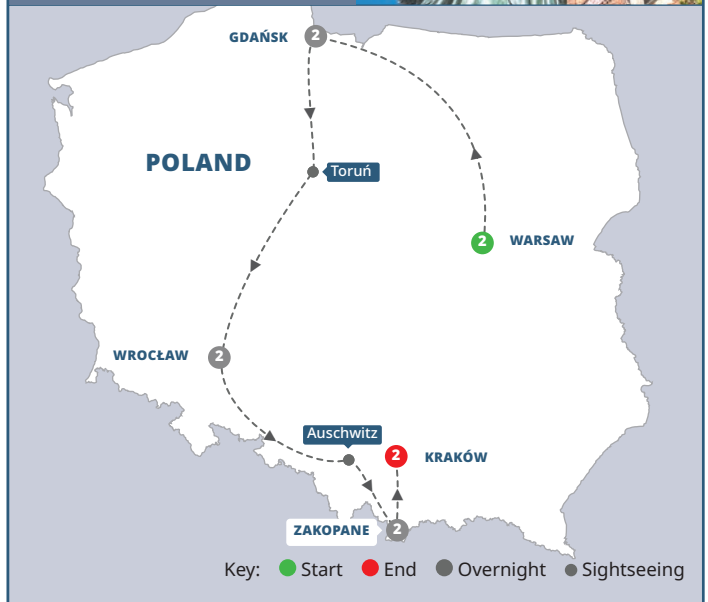 GDAŃSK 2
POLAND
Toruń
2 WARSAW
WROCŁAW 2
Auschwitz
2 KRAKÓW
ZAKOPANE 2
Key: Start End Overnight Sightseeing